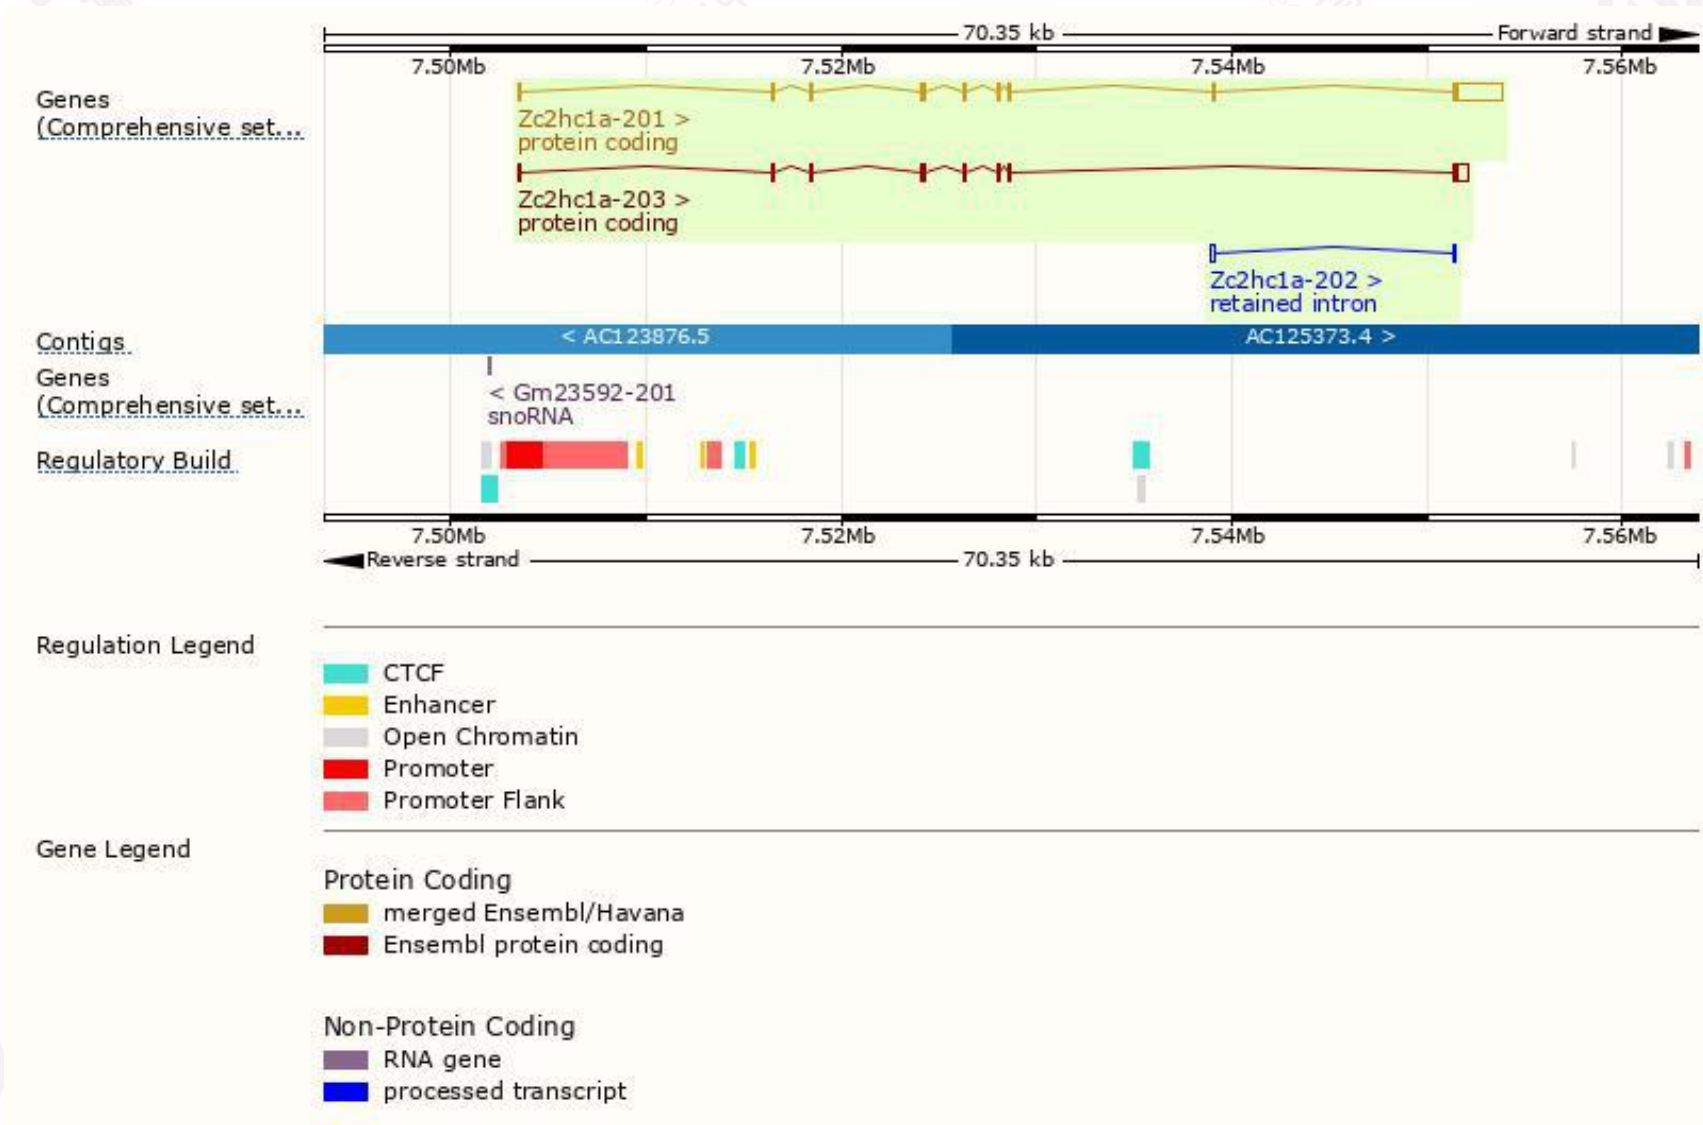 70.35 kb Forward strand
7.50Mb 7.52Mb 7.54Mb 7.56Mb
Genes
(Comprehensive set...
Zc2hc1a-201 >
protein coding
Zc2hc1a-203 >
protein coding
Zc2hc1a-202 >
retained intron
Contigs
< AC123876.5 AC125373.4 >
Genes
(Comprehensive set...
< Gm23592-201
snoRNA
Regulatory Build
7.50Mb 7.52Mb 7.54Mb 7.56Mb
Reverse strand 70.35 kb
Regulation Legend
CTCF
Enhancer
Open Chromatin
Promoter
Promoter Flank
Gene Legend
Protein Coding
merged Ensembl/Havana
Ensembl protein coding
Non-Protein Coding
RNA gene
processed transcript